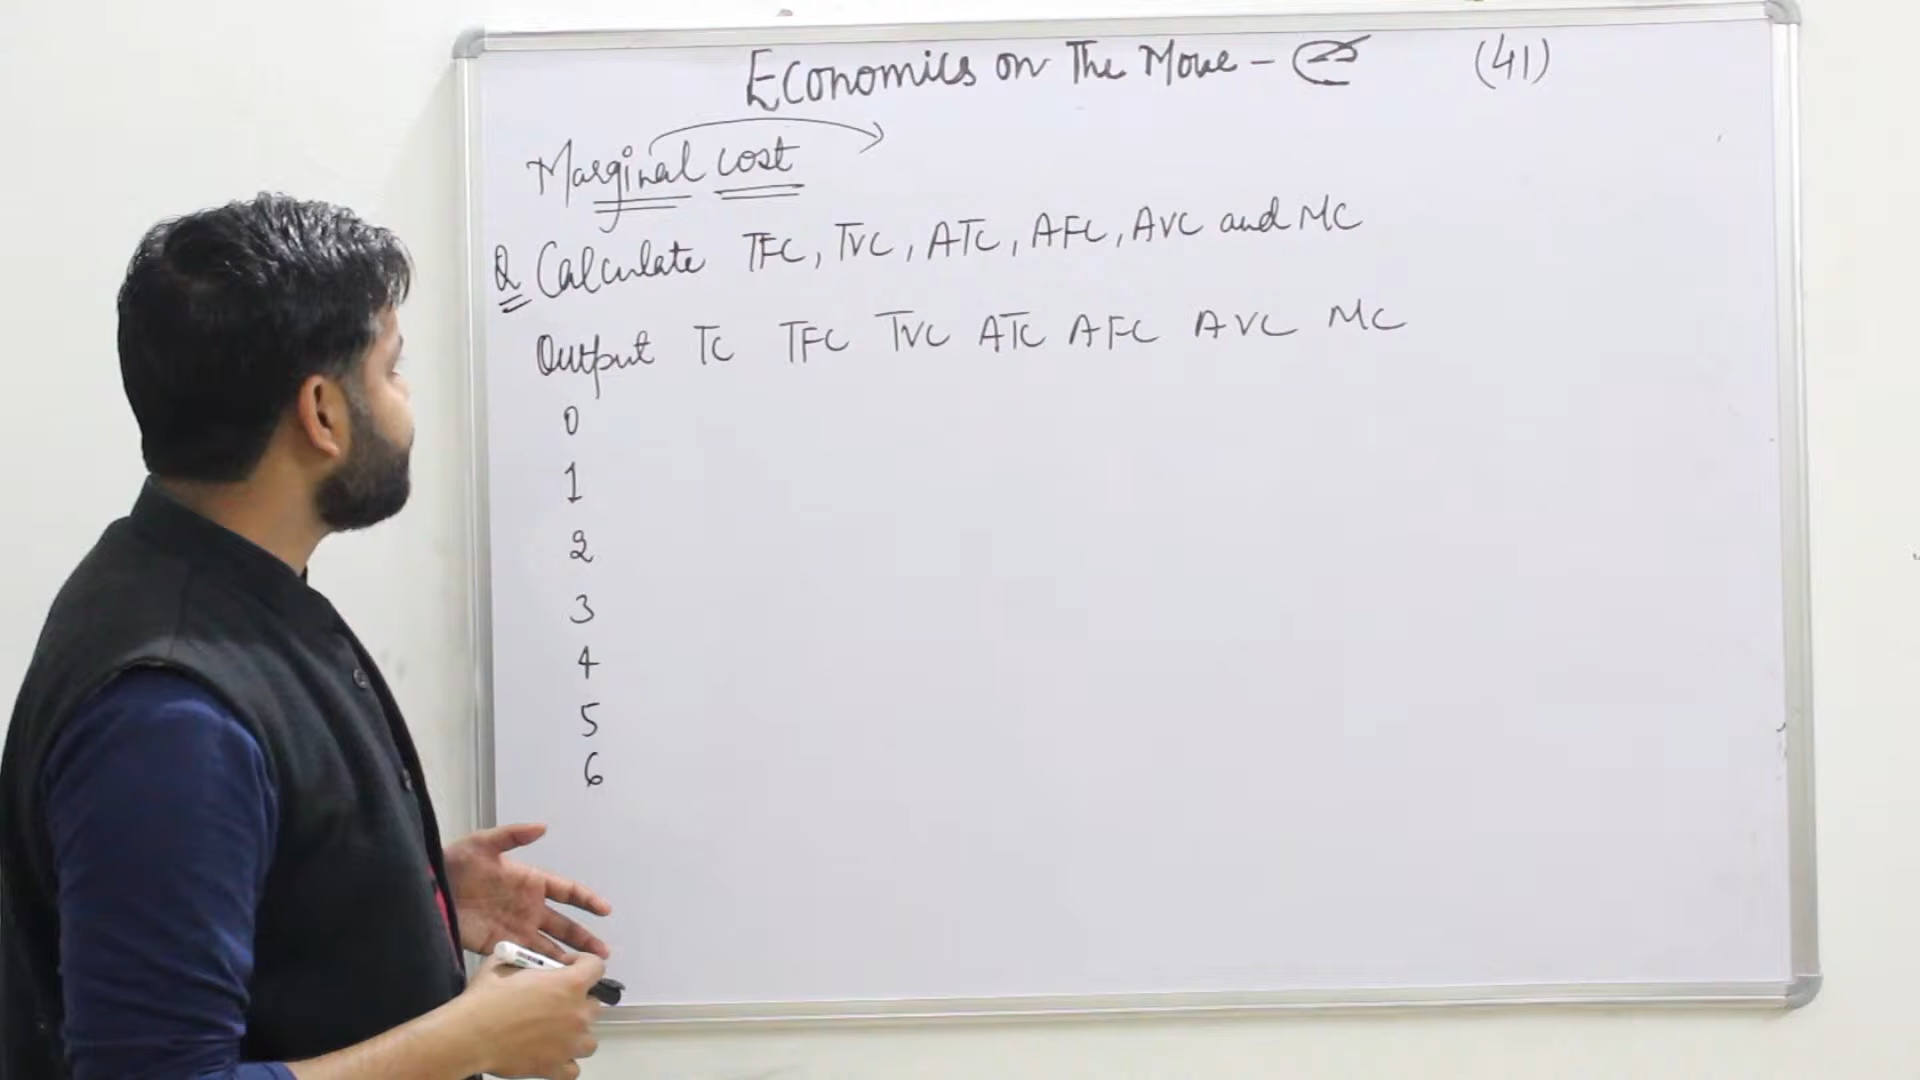 Economics on The Move - (41)
Marginal cost
Q Calculate TFC, TVC, ATC, AFC, AVC and MC
Output TC TFC TVC ATC AFC AVC MC
0
1
2
3
4
5
6